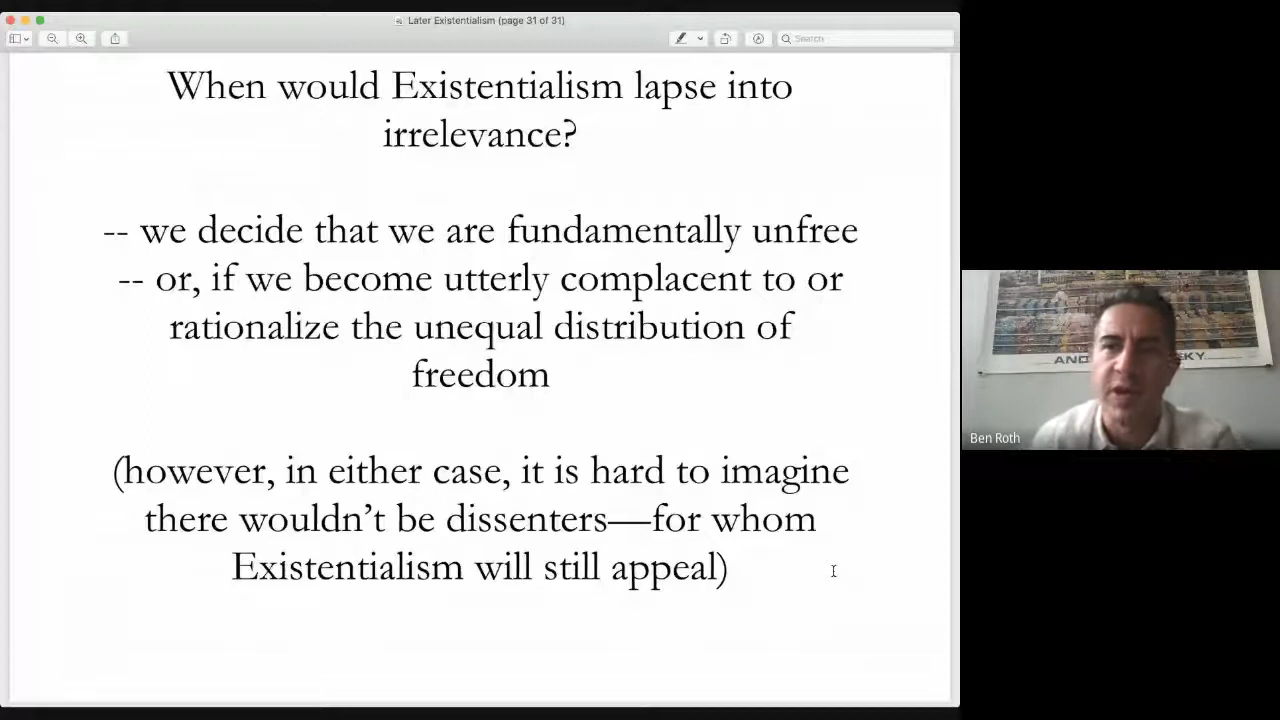 Later Existentialism (page 31 of 31)
Search
When would Existentialism lapse into
irrelevance?
-- we decide that we are fundamentally unfree
-- or, if we become utterly complacent to or
rationalize the unequal distribution of
freedom
(however, in either case, it is hard to imagine
there wouldn’t be dissenters—for whom
Existentialism will still appeal)
AND
KY
Ben Roth